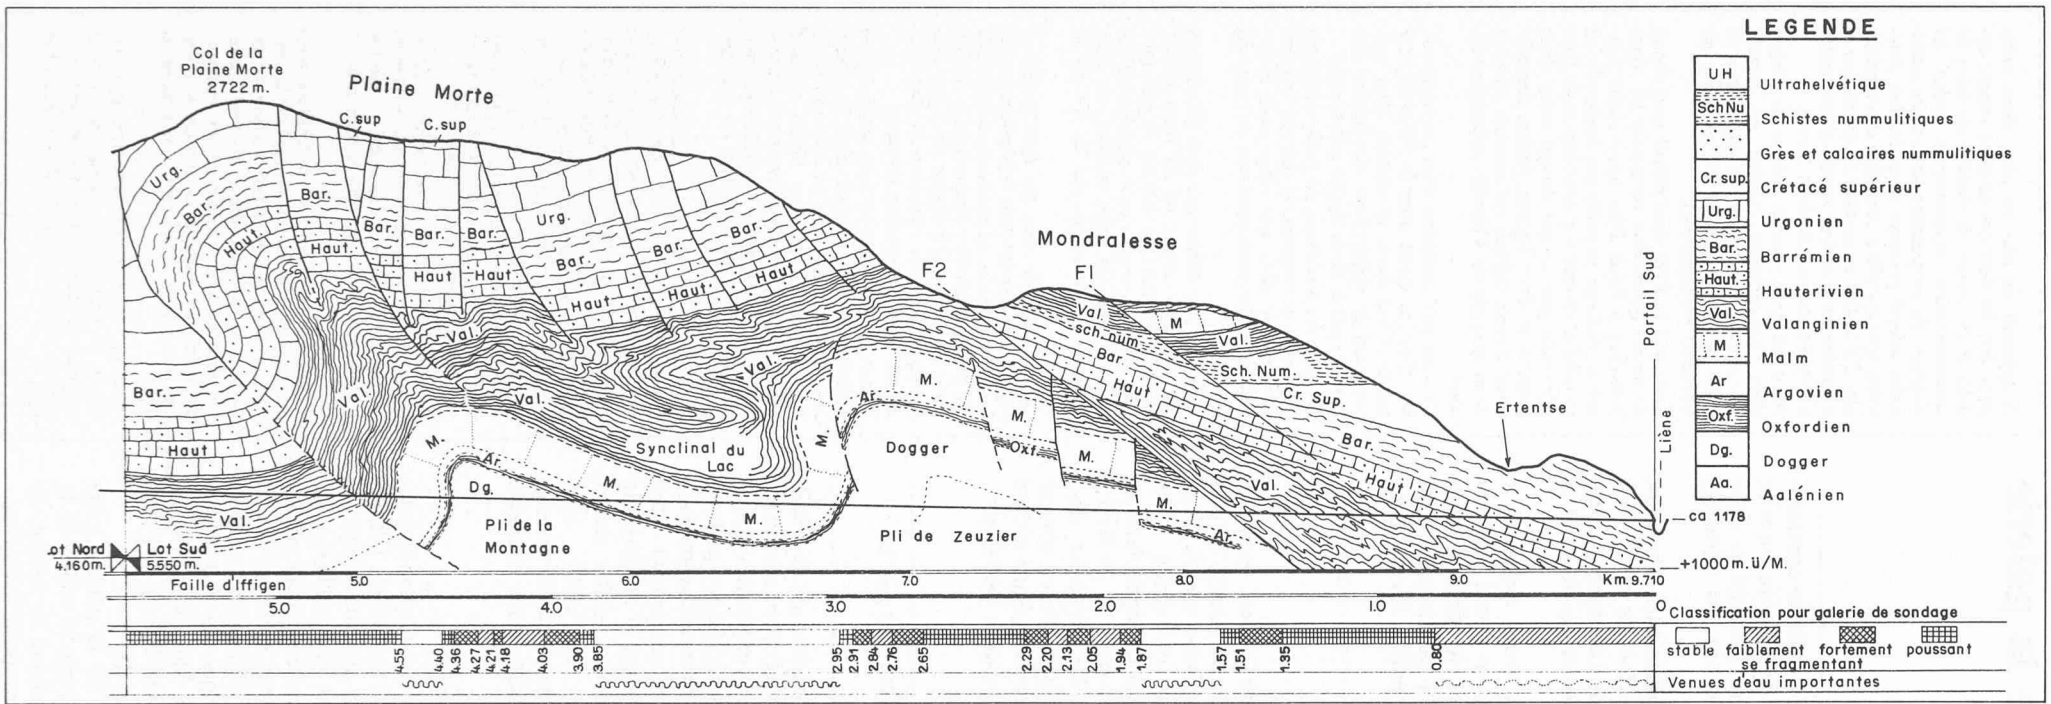 Col de la
Plaine Morte
2722 m.
Plaine Morte
C.sup
C.sup
Urg.
Bar.
Haut.
Bar.
Haut.
Bar.
Bar.
Haut
Bar.
Haut.
Urg.
Bar.
Haut
Bar.
Haut.
Bar.
Haut
Bar.
Haut
Val.
Val.
Val.
Val.
Val.
Val.
M.
Ar.
Dg.
Pli de la
Montagne
M.
Synclinal du
Lac
M.
M.
Ar.
M.
Dogger
Pli de Zeuzier
M.
Oxf.
M.
M.
Ar.
F2
Mondralesse
F1
Val.
sch. num
M
Val.
Sch. Num.
Cr. Sup.
Bar.
Haut
Bar.
Haut
Val.
Ertentse
Portail Sud
Liène
ca 1178
+1000 m.ü/M.
.ot Nord
4.160m.
Lot Sud
5.550 m.
Faille d'Iffigen
5.0
6.0
7.0
8.0
9.0
Km. 9.710
5.0
4.0
3.0
2.0
1.0
0
4.55
4.40
4.36
4.27
4.21
4.18
4.03
3.90
3.85
2.95
2.91
2.84
2.76
2.65
2.29
2.20
2.13
2.05
1.94
1.87
1.57
1.51
1.35
0.80
LEGENDE
UH Ultrahelvétique
Sch Nu Schistes nummulitiques
Grès et calcaires nummulitiques
Cr. sup. Crétacé supérieur
Urg. Urgonien
Bar. Barrémien
Haut. Hauterivien
Val. Valanginien
M Malm
Ar Argovien
Oxf. Oxfordien
Dg. Dogger
Aa. Aalénien
Classification pour galerie de sondage
stable faiblement fortement poussant
se fragmentant
Venues d'eau importantes